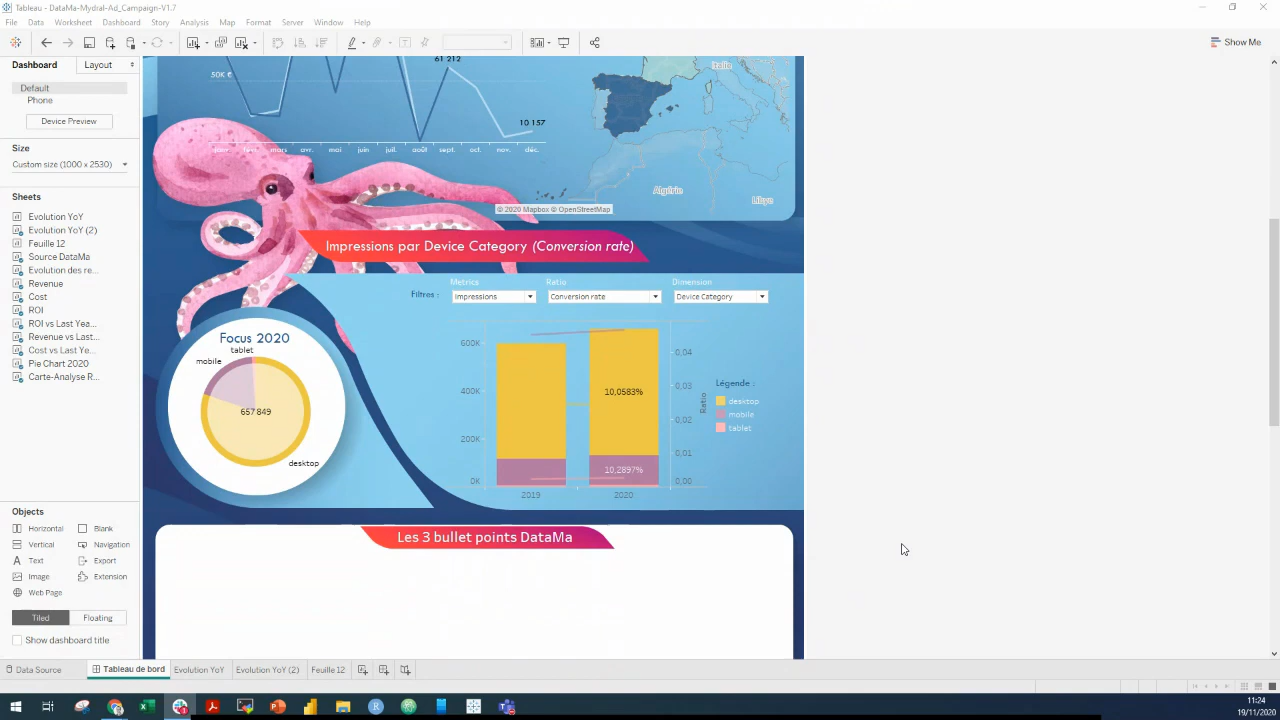 Tableau - DataMa-Mydral-Ad_Campaign-V1.7
File Data Worksheet Dashboard Story Analysis Map Format Server Window Help
Show Me
Dashboard Layout
Default
Phone
Device Preview
Size
Custom size (1000 x 2530)
Sheets
Evolution YoY
Evolution YoY (2)
Feuille 12
Source DataMa
Evolution des re...
Revenue
Cost
ROI
ROI vs Last Yea...
Revenue vs Last...
Cost vs Last Ye...
Pie Chart 2020
Carte-Analyse R...
Objects
Horizontal Blank
Vertical Navigation
Text Export
Image Extension
Web Page
Tiled Floating
Show dashboard title
61 212
50K €
10 157
janv. févr. mars avr. mai juin juil. août sept. oct. nov. déc.
Italie
Algérie
Libye
© 2020 Mapbox © OpenStreetMap
Impressions par Device Category (Conversion rate)
Filtres :
Metrics Ratio Dimension
Impressions Conversion rate Device Category
Focus 2020
tablet
mobile
657 849
desktop
600K
400K
200K
0K
10,0583%
10,2897%
2019 2020
0,04
0,03
0,02
0,01
0,00
Ratio
Légende :
desktop
mobile
tablet
Les 3 bullet points DataMa
Data Source Tableau de bord Evolution YoY Evolution YoY (2) Feuille 12
11:24
19/11/2020